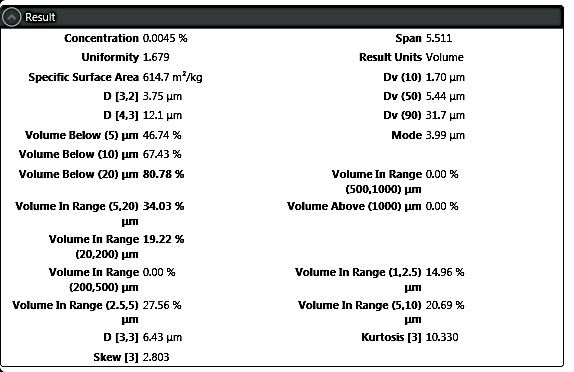 Result
Concentration 0.0045 %
Span 5.511
Uniformity 1.679
Result Units Volume
Specific Surface Area 614.7 m²/kg
Dv (10) 1.70 µm
D [3,2] 3.75 µm
Dv (50) 5.44 µm
D [4,3] 12.1 µm
Dv (90) 31.7 µm
Volume Below (5) µm 46.74 %
Mode 3.99 µm
Volume Below (10) µm 67.43 %
Volume Below (20) µm 80.78 %
Volume In Range 0.00 %
(500,1000) µm
Volume In Range (5,20) 34.03 %
µm
Volume Above (1000) µm 0.00 %
Volume In Range 19.22 %
(20,200) µm
Volume In Range 0.00 %
(200,500) µm
Volume In Range (1,2.5) 14.96 %
µm
Volume In Range (2.5,5) 27.56 %
µm
Volume In Range (5,10) 20.69 %
µm
D [3,3] 6.43 µm
Kurtosis [3] 10.330
Skew [3] 2.803